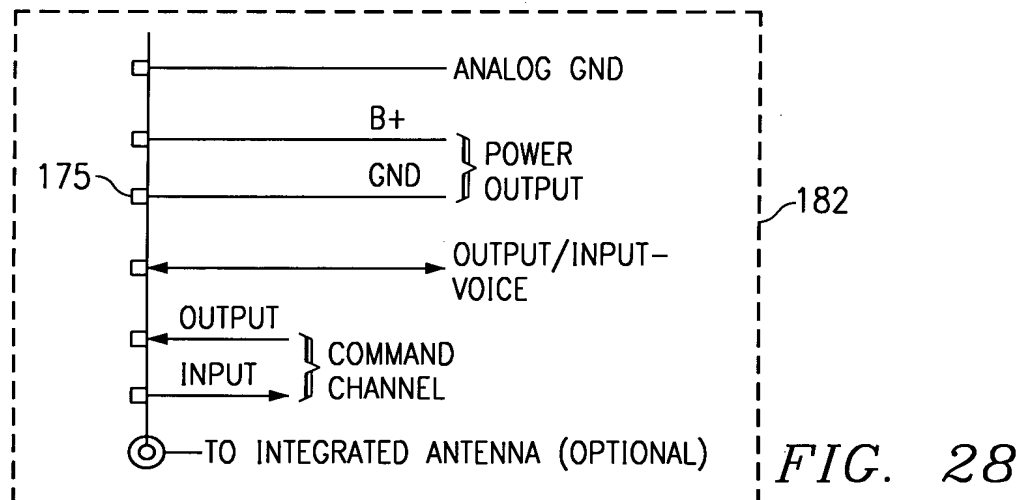 ANALOG GND
B+
POWER
175
GND
OUTPUT
182
OUTPUT/INPUT-
VOICE
OUTPUT
COMMAND
INPUT
CHANNEL
TO INTEGRATED ANTENNA (OPTIONAL)
FIG. 28